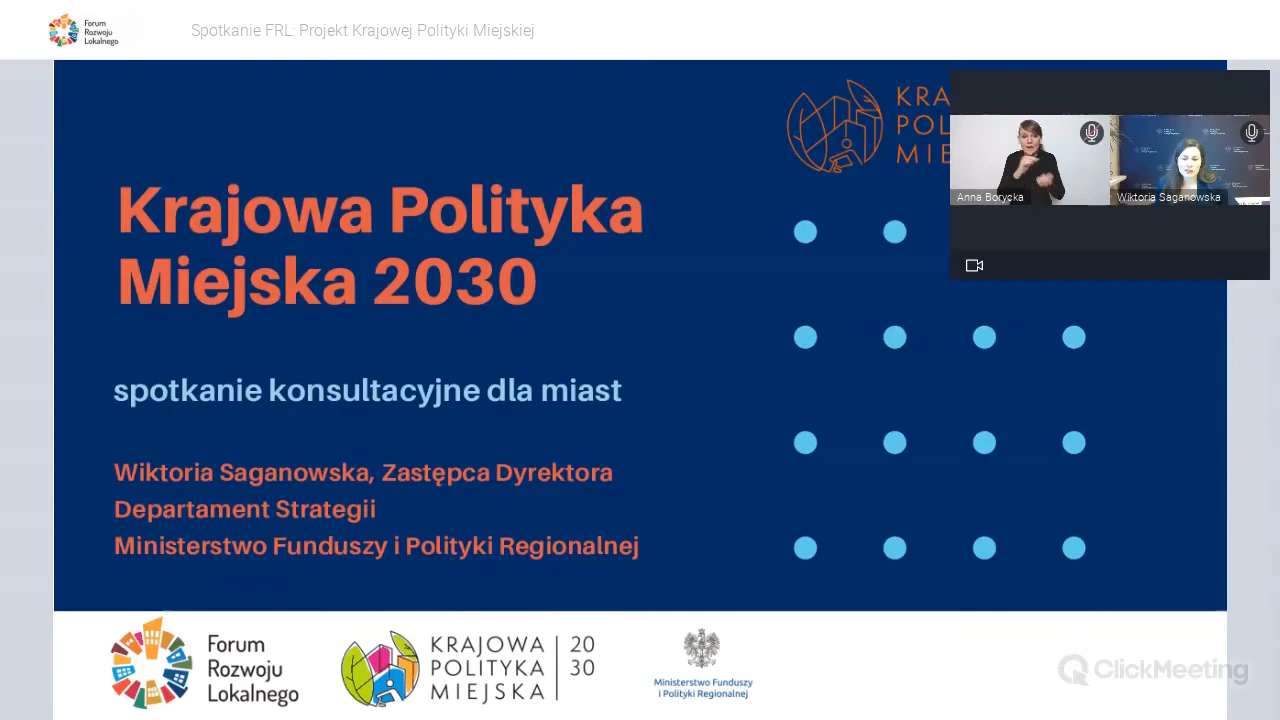 Forum
Rozwoju
Lokalnego
Spotkanie FRL: Projekt Krajowej Polityki Miejskiej
KRA
POL
MIE
Anna Borycka
Wiktoria Saganowska
Krajowa Polityka
Miejska 2030
spotkanie konsultacyjne dla miast
Wiktoria Saganowska, Zastępca Dyrektora
Departament Strategii
Ministerstwo Funduszy i Polityki Regionalnej
Forum
Rozwoju
Lokalnego
KRAJOWA
POLITYKA
MIEJSKA
20
30
Ministerstwo Funduszy
i Polityki Regionalnej
ClickMeeting